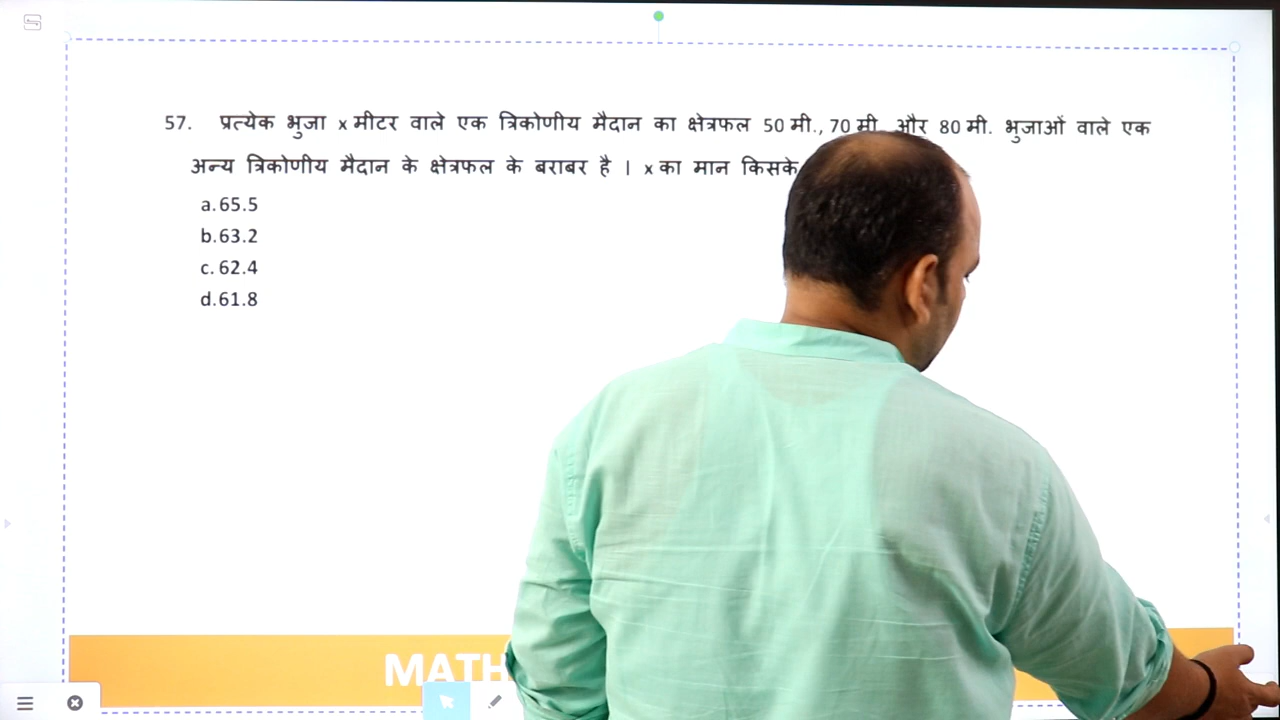 57. प्रत्येक भुजा x मीटर वाले एक त्रिकोणीय मैदान का क्षेत्रफल 50 मी., 70 मी. और 80 मी. भुजाओं वाले एक
अन्य त्रिकोणीय मैदान के क्षेत्रफल के बराबर है । x का मान किसके
a.65.5
b.63.2
c. 62.4
d.61.8
MATH